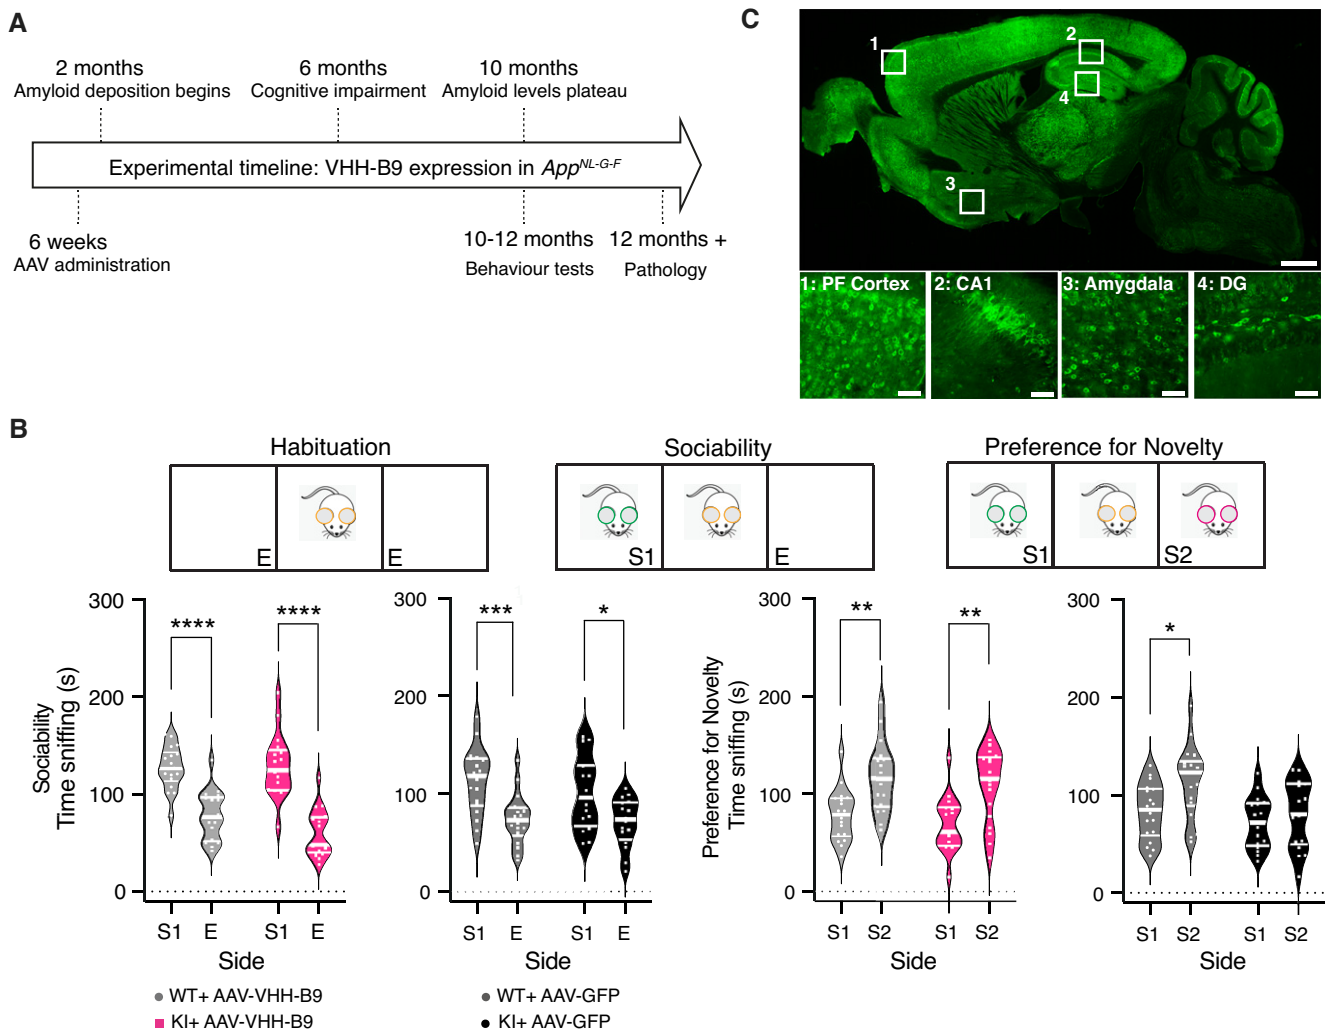 A
2 months
Amyloid deposition begins
6 months
Cognitive impairment
10 months
Amyloid levels plateau
Experimental timeline: VHH-B9 expression in App^NL-G-F
6 weeks
AAV administration
10-12 months
Behaviour tests
12 months +
Pathology
C
1
2
4
3
1: PF Cortex
2: CA1
3: Amygdala
4: DG
B
Habituation
E
E
Sociability
S1
E
Preference for Novelty
S1
S2
Sociability
Time sniffing (s)
300
200
100
0
****
****
S1
E
S1
E
Side
300
200
100
0
***
*
S1
E
S1
E
Side
Preference for Novelty
Time sniffing (s)
300
200
100
0
**
**
S1
S2
S1
S2
Side
300
200
100
0
*
S1
S2
S1
S2
Side
WT+ AAV-VHH-B9
KI+ AAV-VHH-B9
WT+ AAV-GFP
KI+ AAV-GFP